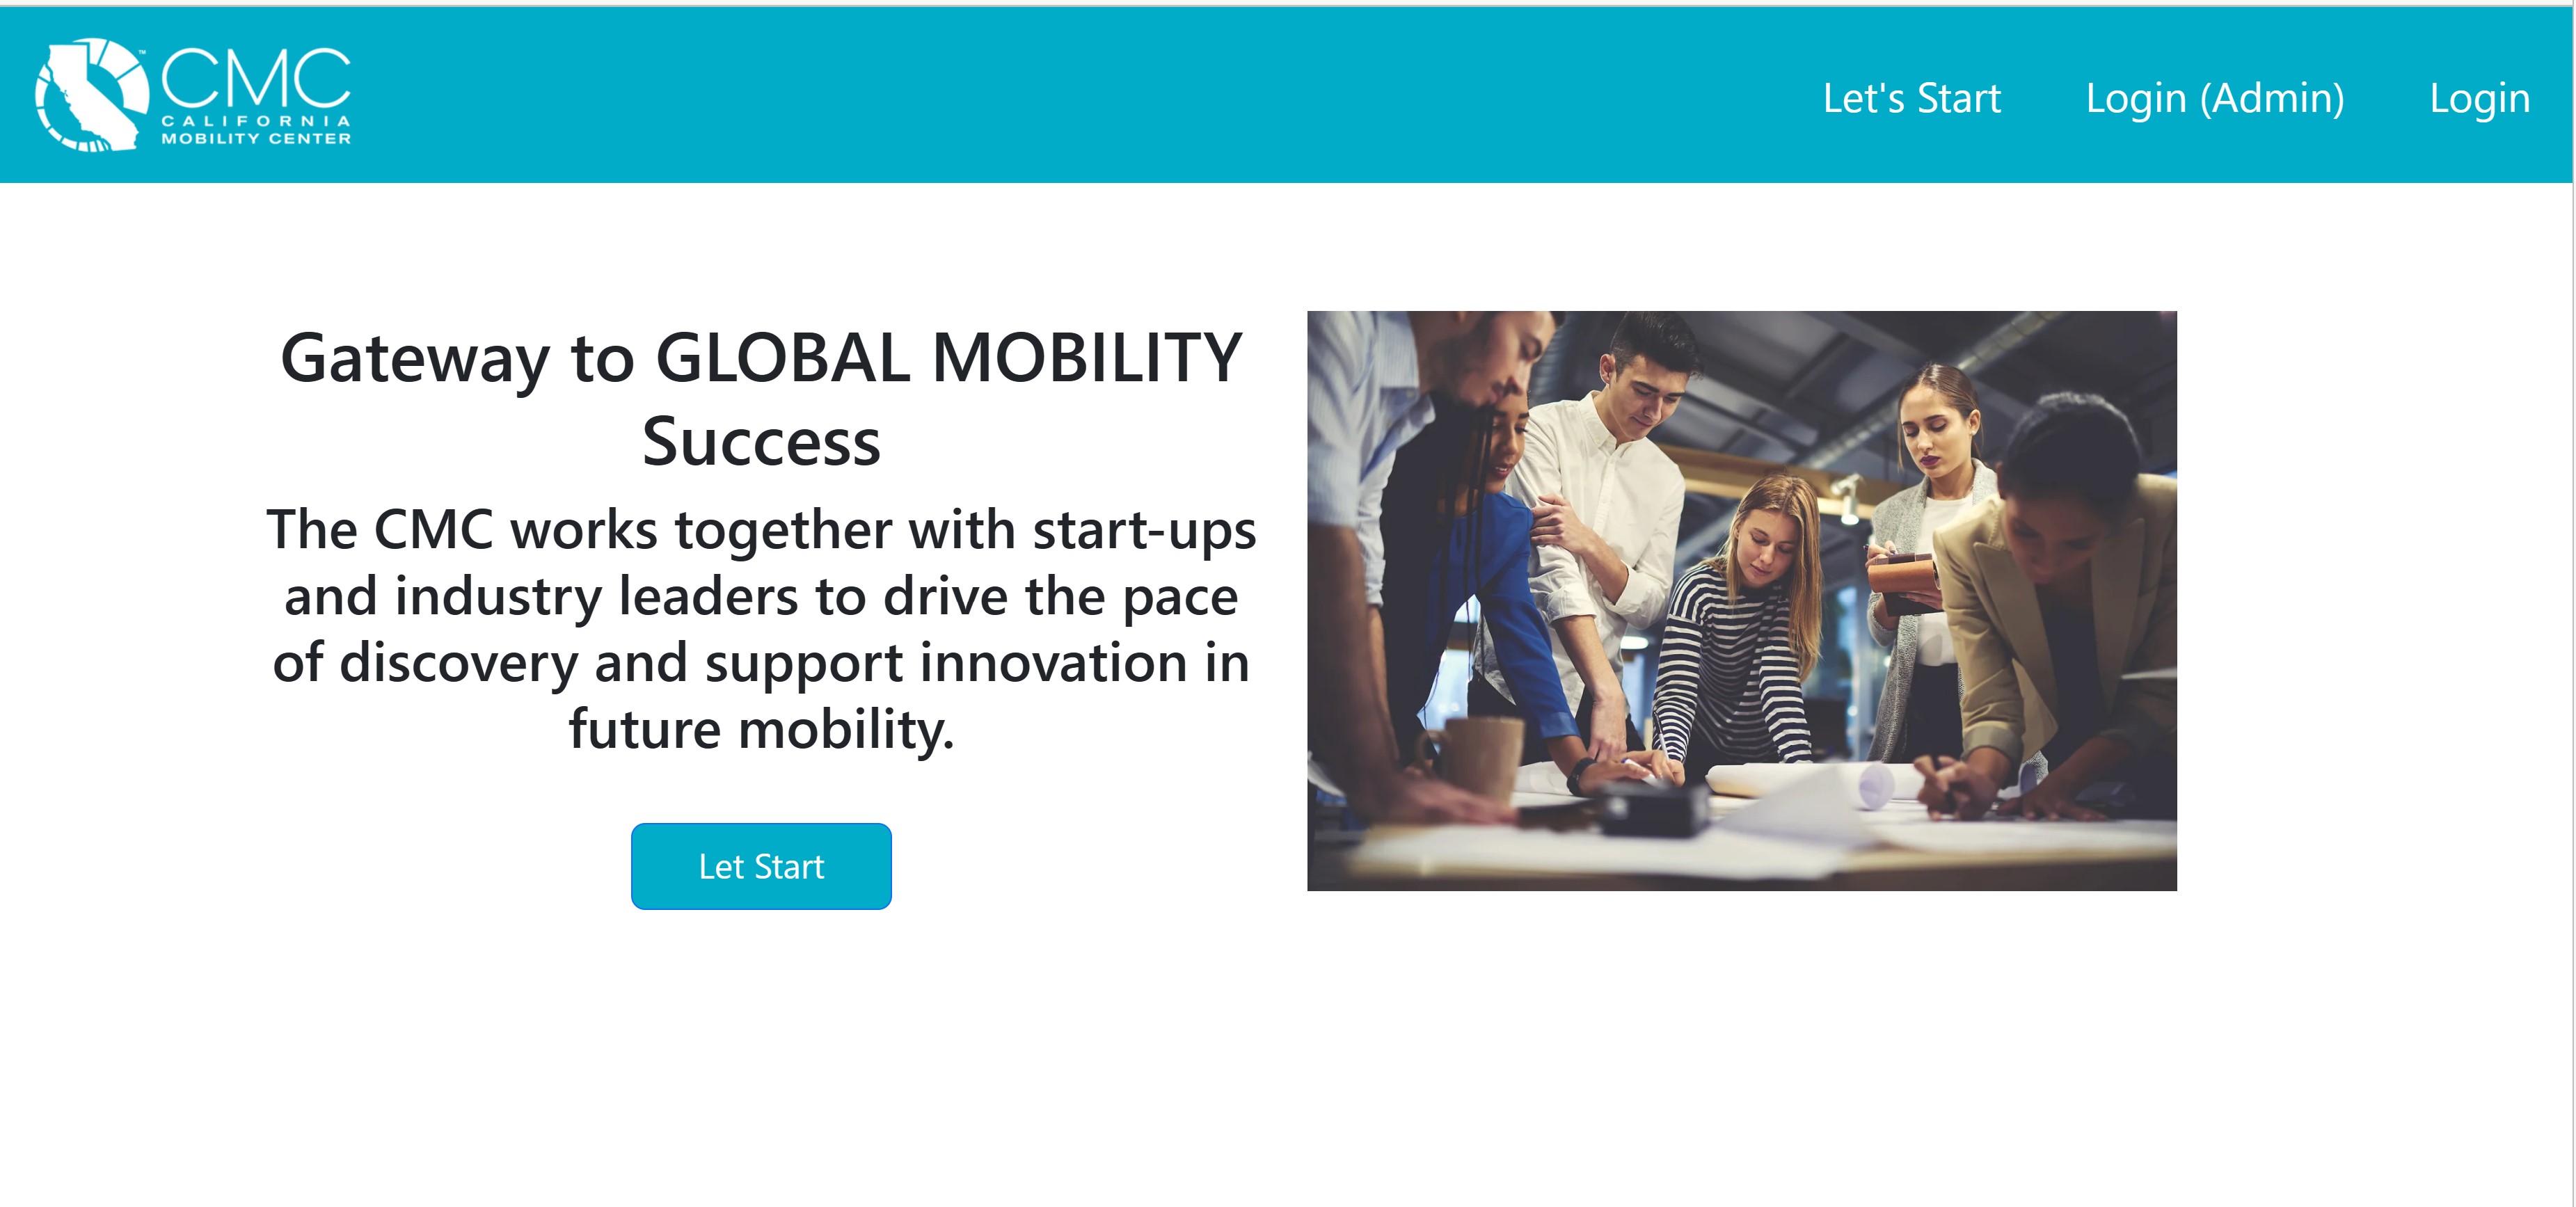 CMC
CALIFORNIA
MOBILITY CENTER
™
Let's Start
Login (Admin)
Login
Gateway to GLOBAL MOBILITY
Success
The CMC works together with start-ups
and industry leaders to drive the pace
of discovery and support innovation in
future mobility.
Let Start